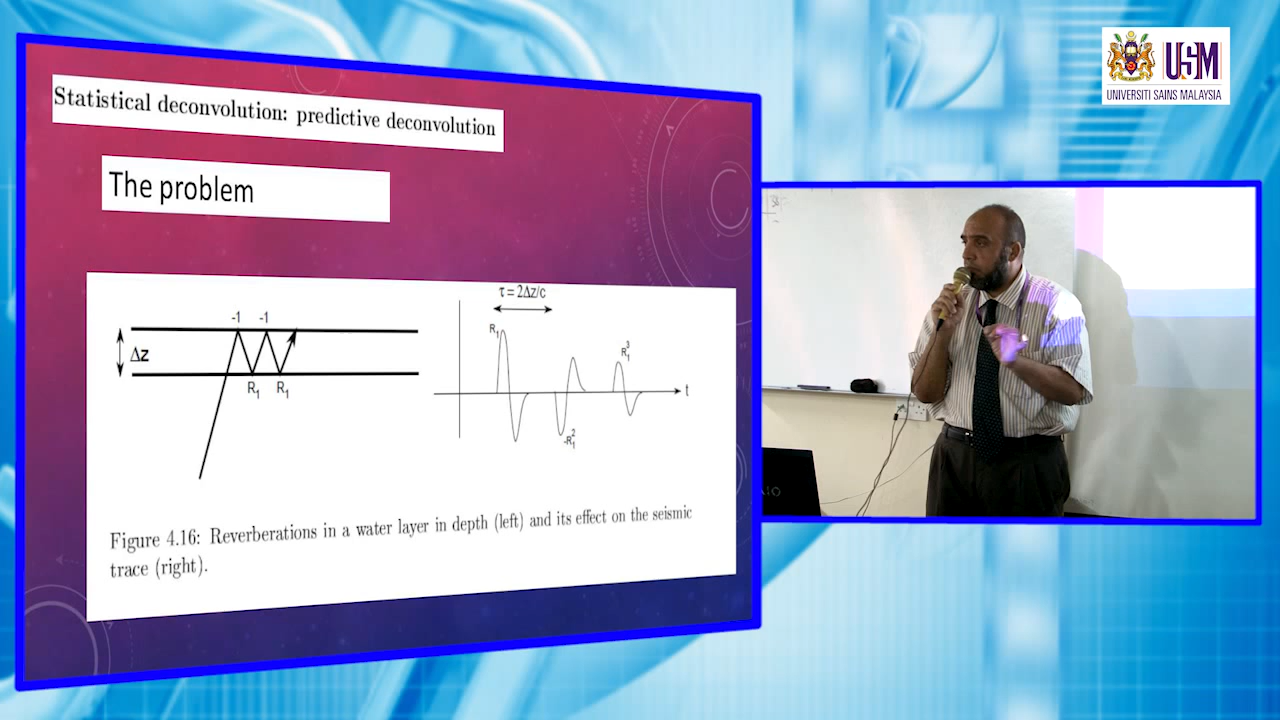 Statistical deconvolution: predictive deconvolution
The problem
τ = 2Δz/c
-1 -1
Δz
R1 R1
R1
R1^3
t
-R1^2
Figure 4.16: Reverberations in a water layer in depth (left) and its effect on the seismic
trace (right).
USM
UNIVERSITI SAINS MALAYSIA